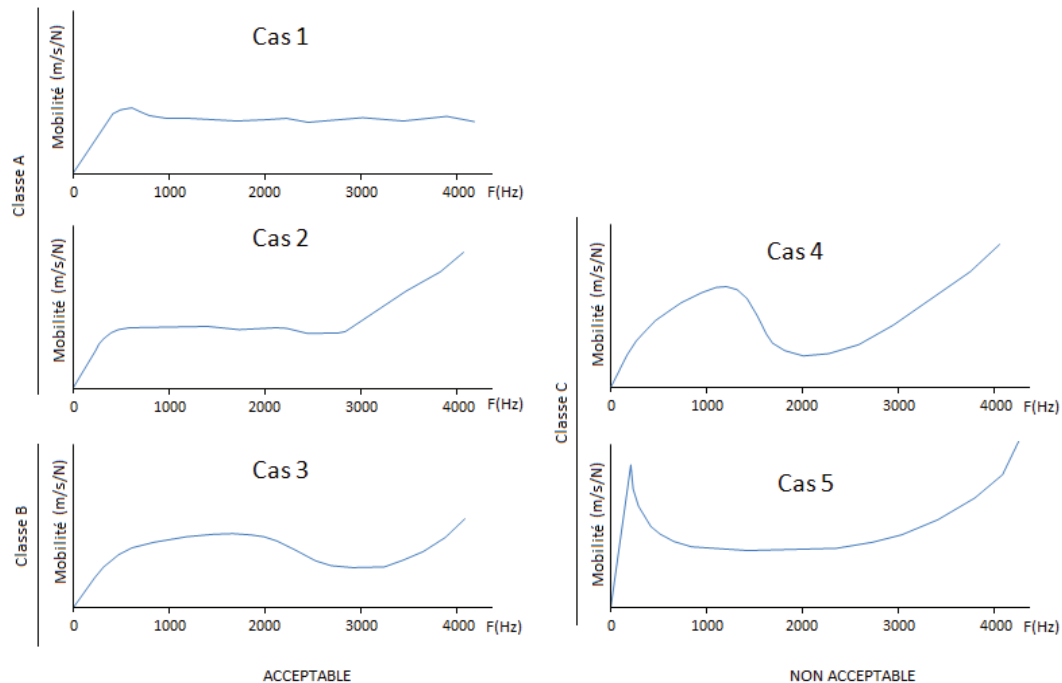 Classe A
Mobilité (m/s/N)
Cas 1
0 1000 2000 3000 4000 F(Hz)
Mobilité (m/s/N)
Cas 2
0 1000 2000 3000 4000 F(Hz)
Classe B
Mobilité (m/s/N)
Cas 3
0 1000 2000 3000 4000 F(Hz)
ACCEPTABLE
Classe C
Mobilité (m/s/N)
Cas 4
0 1000 2000 3000 4000 F(Hz)
Mobilité (m/s/N)
Cas 5
0 1000 2000 3000 4000 F(Hz)
NON ACCEPTABLE